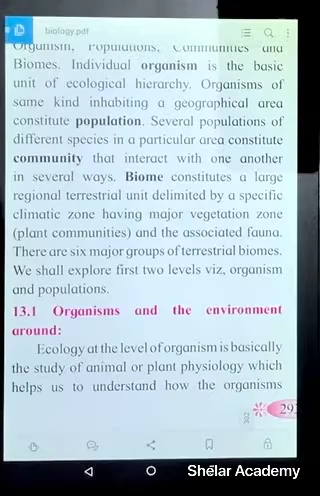 biology.pdf
Organism, Populations, Communities and
Biomes. Individual organism is the basic
unit of ecological hierarchy. Organisms of
same kind inhabiting a geographical area
constitute population. Several populations of
different species in a particular area constitute
community that interact with one another
in several ways. Biome constitutes a large
regional terrestrial unit delimited by a specific
climatic zone having major vegetation zone
(plant communities) and the associated fauna.
There are six major groups of terrestrial biomes.
We shall explore first two levels viz, organism
and populations.
13.1 Organisms and the environment
around:
Ecology at the level of organism is basically
the study of animal or plant physiology which
helps us to understand how the organisms
292
302
Shelar Academy